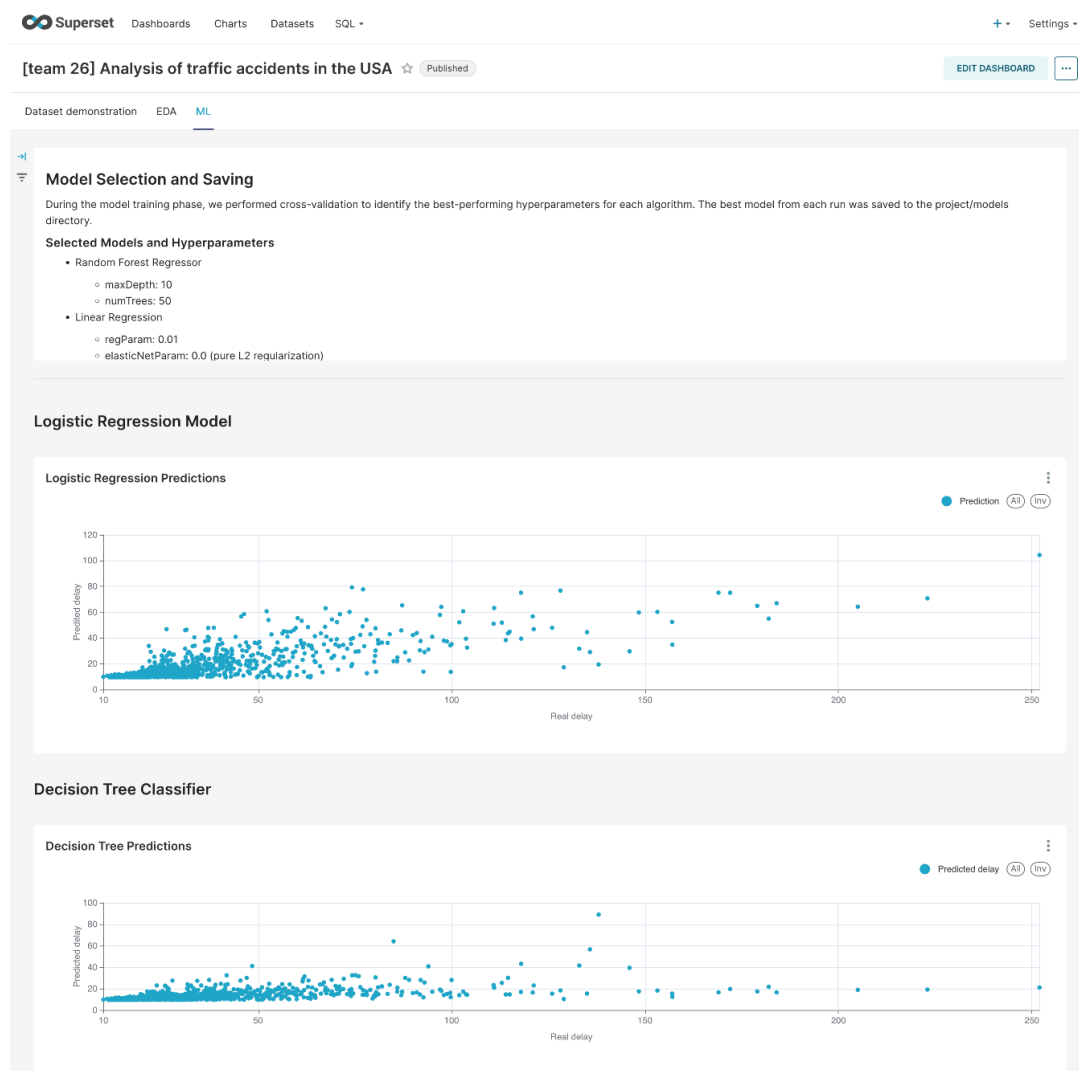 Superset Dashboards Charts Datasets SQL + Settings
[team 26] Analysis of traffic accidents in the USA Published EDIT DASHBOARD ...
Dataset demonstration EDA ML
Model Selection and Saving
During the model training phase, we performed cross-validation to identify the best-performing hyperparameters for each algorithm. The best model from each run was saved to the project/models
directory.
Selected Models and Hyperparameters
• Random Forest Regressor
◦ maxDepth: 10
◦ numTrees: 50
• Linear Regression
◦ regParam: 0.01
◦ elasticNetParam: 0.0 (pure L2 regularization)
Logistic Regression Model
Logistic Regression Predictions
Prediction All Inv
120
100
80
60
40
20
0
Predited delay
10 50 100 150 200 250
Real delay
Decision Tree Classifier
Decision Tree Predictions
Predicted delay All Inv
100
80
60
40
20
0
Predicted delay
10 50 100 150 200 250
Real delay